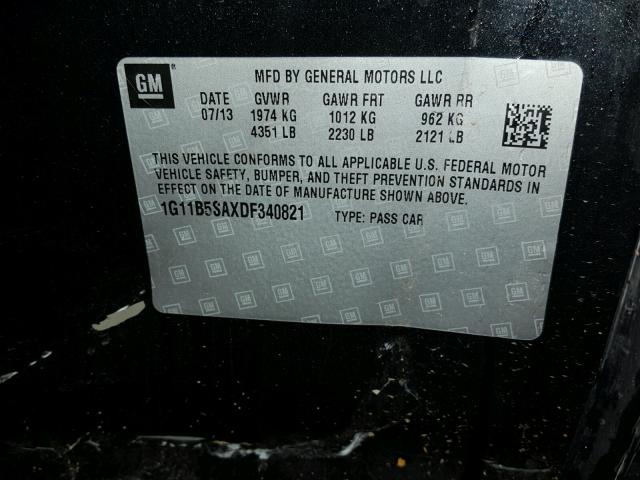 GM
MFD BY GENERAL MOTORS LLC
DATE GVWR GAWR FRT GAWR RR
07/13 1974 KG 1012 KG 962 KG
4351 LB 2230 LB 2121 LB
THIS VEHICLE CONFORMS TO ALL APPLICABLE U.S. FEDERAL MOTOR
VEHICLE SAFETY, BUMPER, AND THEFT PREVENTION STANDARDS IN
EFFECT ON THE DATE OF MANUFACTURE SHOWN ABOVE.
1G11B5SAXDF340821 TYPE: PASS CAR